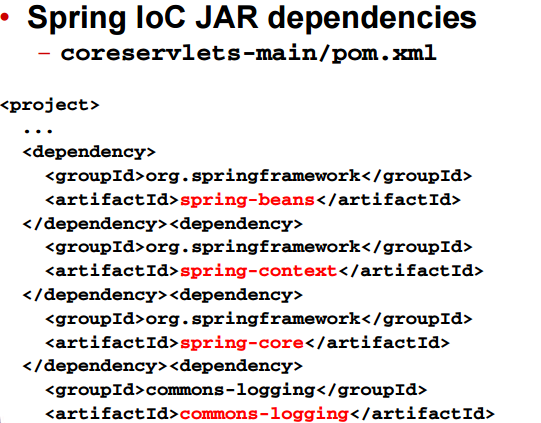 • Spring IoC JAR dependencies
– coreservlets-main/pom.xml
<project>
...
<dependency>
<groupId>org.springframework</groupId>
<artifactId>spring-beans</artifactId>
</dependency><dependency>
<groupId>org.springframework</groupId>
<artifactId>spring-context</artifactId>
</dependency><dependency>
<groupId>org.springframework</groupId>
<artifactId>spring-core</artifactId>
</dependency><dependency>
<groupId>commons-logging</groupId>
<artifactId>commons-logging</artifactId>